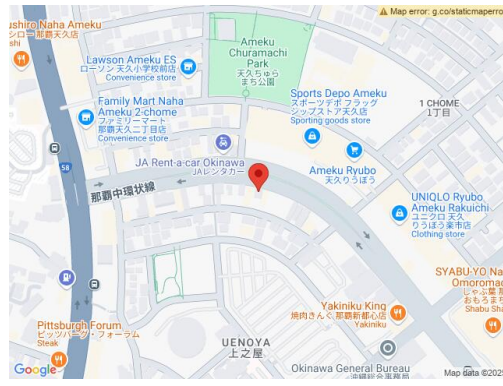 Map error: g.co/staticmaperro
ushiro Naha Ameku
シロー 那覇天久店
shi
Lawson Ameku ES
ローソン 天久小学校前店
Convenience store
Ameku
Churamachi
Park
天久ちゅら
まち公園
Family Mart Naha
Ameku 2-chome
ファミリーマート
那覇天久二丁目店
Convenience store
Sports Depo Ameku
スポーツデポ フラッグ
シップストア天久店
Sporting goods store
1 CHOME
1丁目
58
JA Rent-a-car Okinawa
JAレンタカー
Ameku Ryubo
天久りうぼう
那覇中環状線
UNIQLO Ryubo
Ameku Rakuichi
ユニクロ 天久
りうぼう楽市店
Clothing store
SYABU-YO Na
Omoromac
しゃぶ葉 那
おもろまち
Shabu Sha
Yakiniku King
焼肉きんぐ 那覇新都心店
Yakiniku
Pittsburgh Forum
ピッツバーグ・フォーラム
Steak
UENOYA
上之屋
Okinawa General Bureau
沖縄総合事務局
Google
Map data ©2025